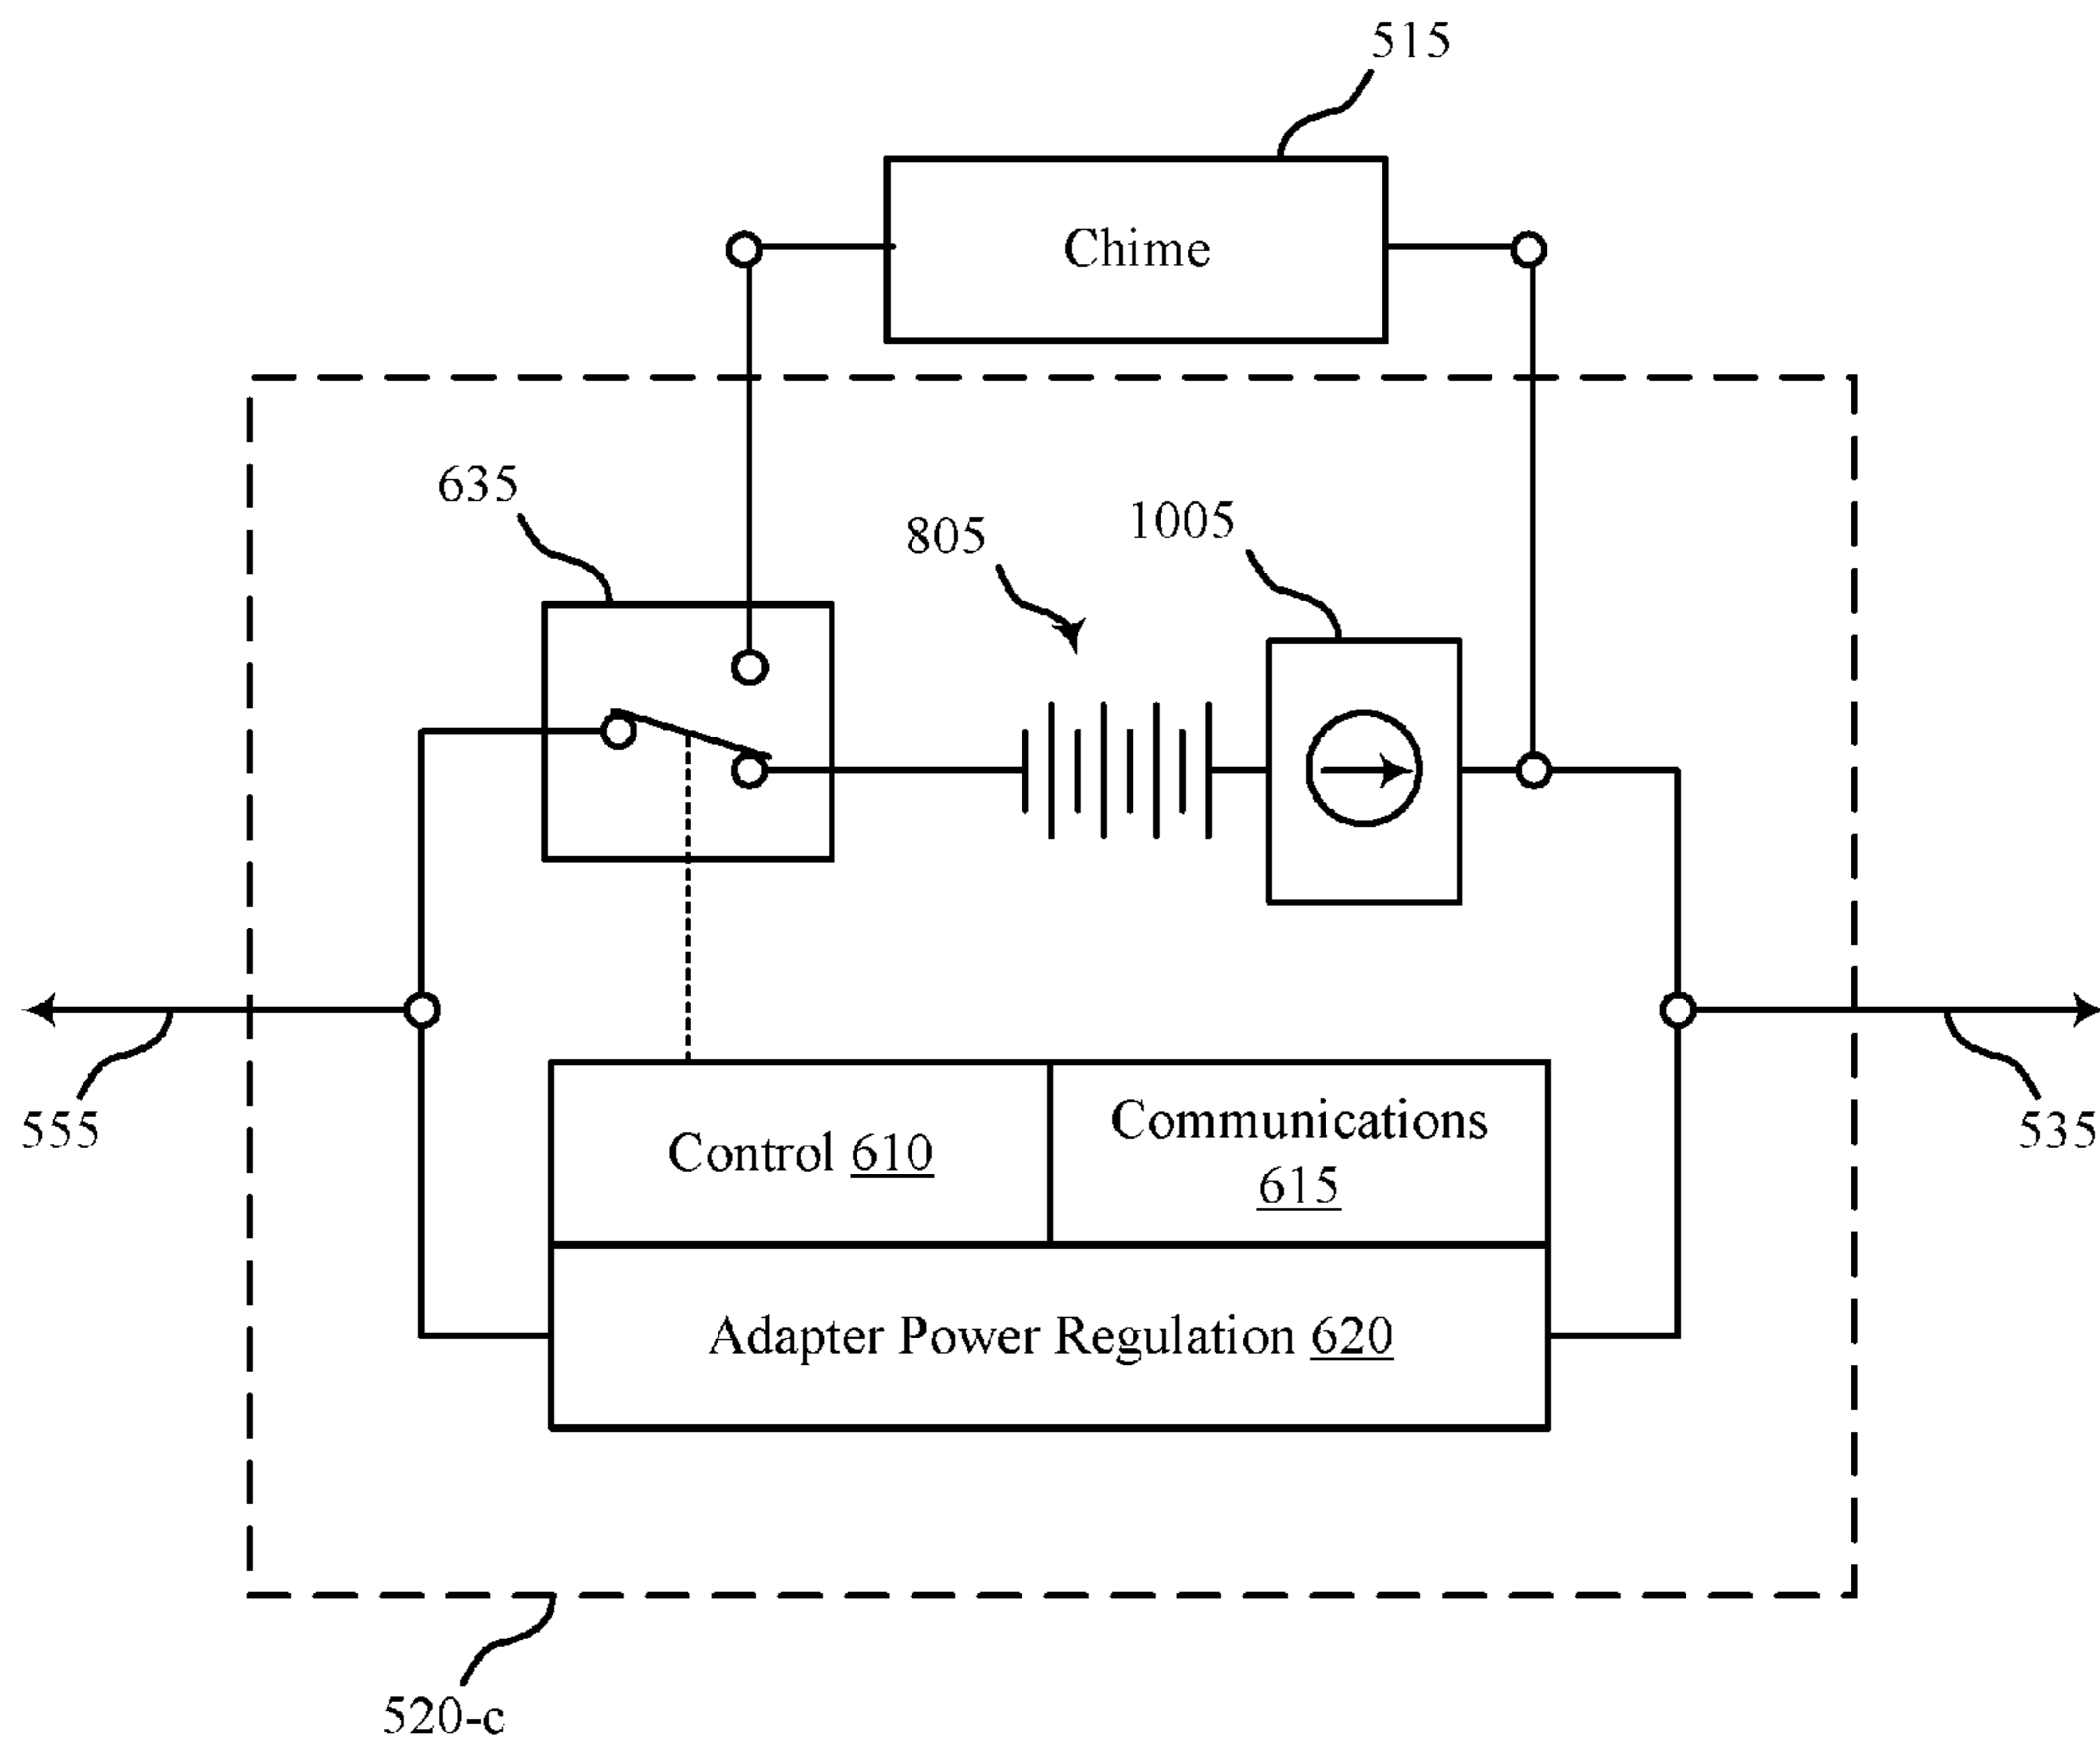 515
Chime
635
805
1005
555
535
Control 610
Communications
615
Adapter Power Regulation 620
520-c